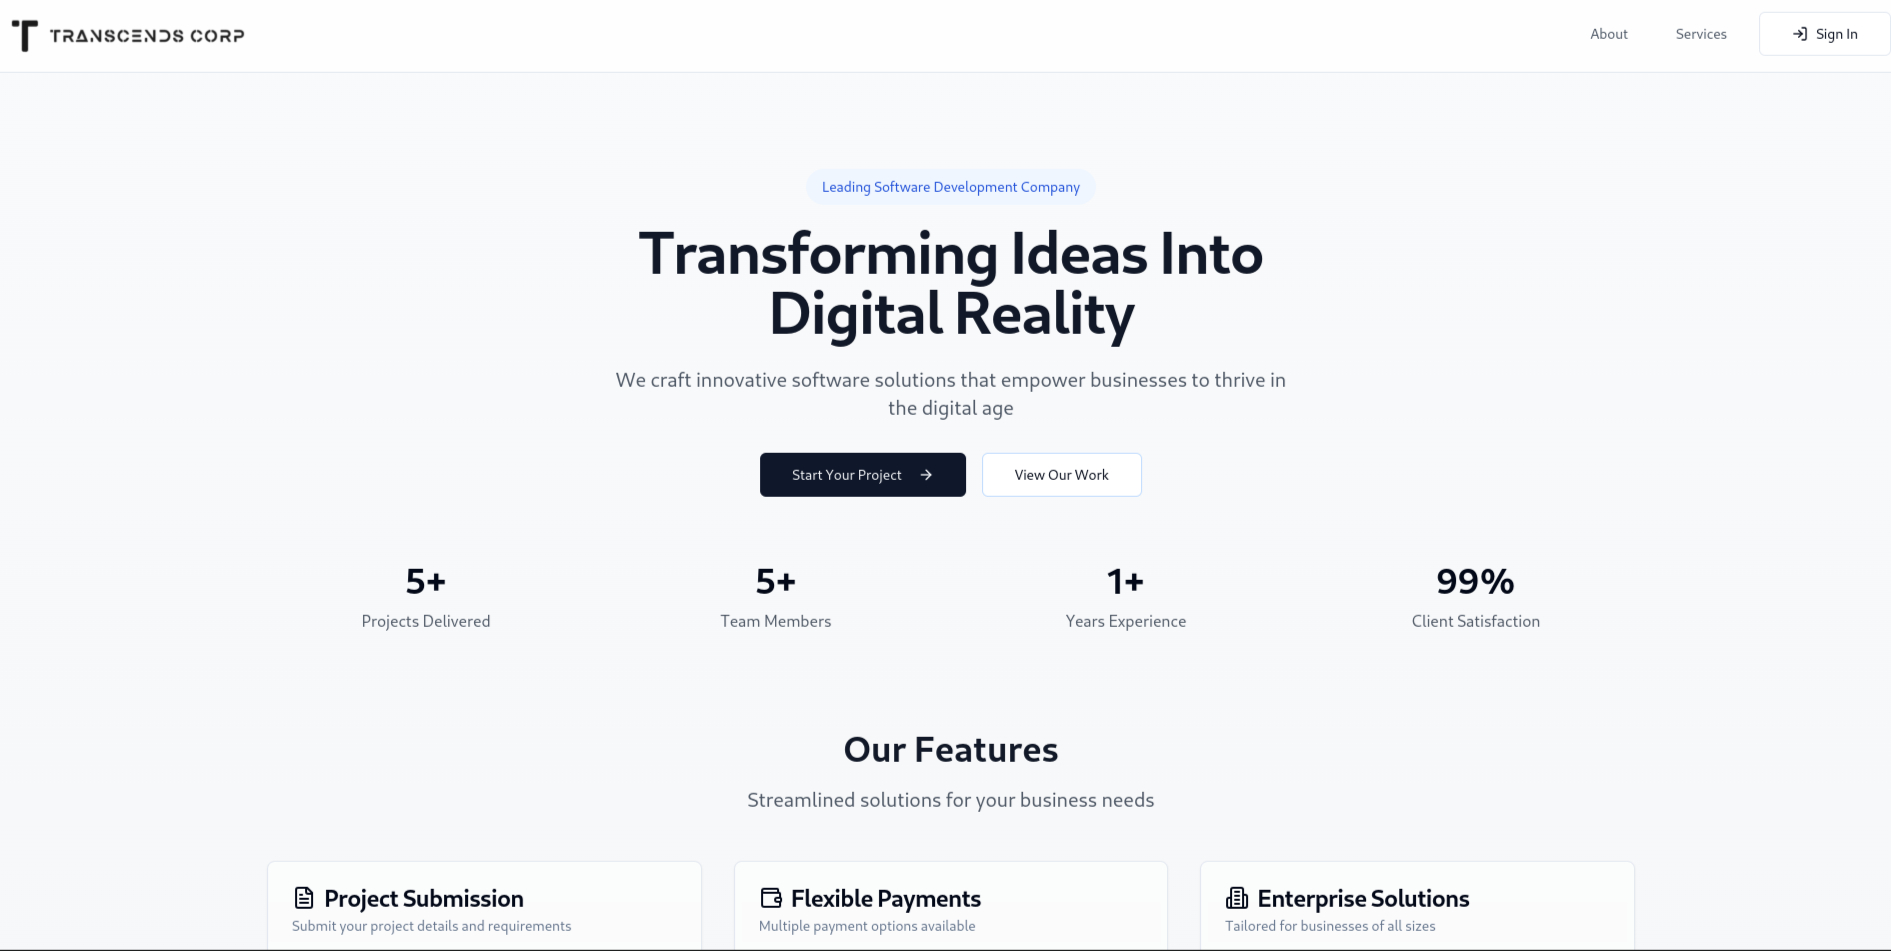 TRANSCENDS CORP
About
Services
Sign In
Leading Software Development Company
Transforming Ideas Into
Digital Reality
We craft innovative software solutions that empower businesses to thrive in
the digital age
Start Your Project
View Our Work
5+
Projects Delivered
5+
Team Members
1+
Years Experience
99%
Client Satisfaction
Our Features
Streamlined solutions for your business needs
Project Submission
Submit your project details and requirements
Flexible Payments
Multiple payment options available
Enterprise Solutions
Tailored for businesses of all sizes